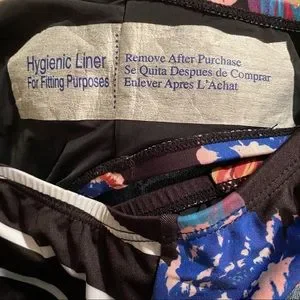 Hygienic Liner
For Fitting Purposes
Remove After Purchase
Se Quita Despues de Comprar
Enlever Apres L'Achat